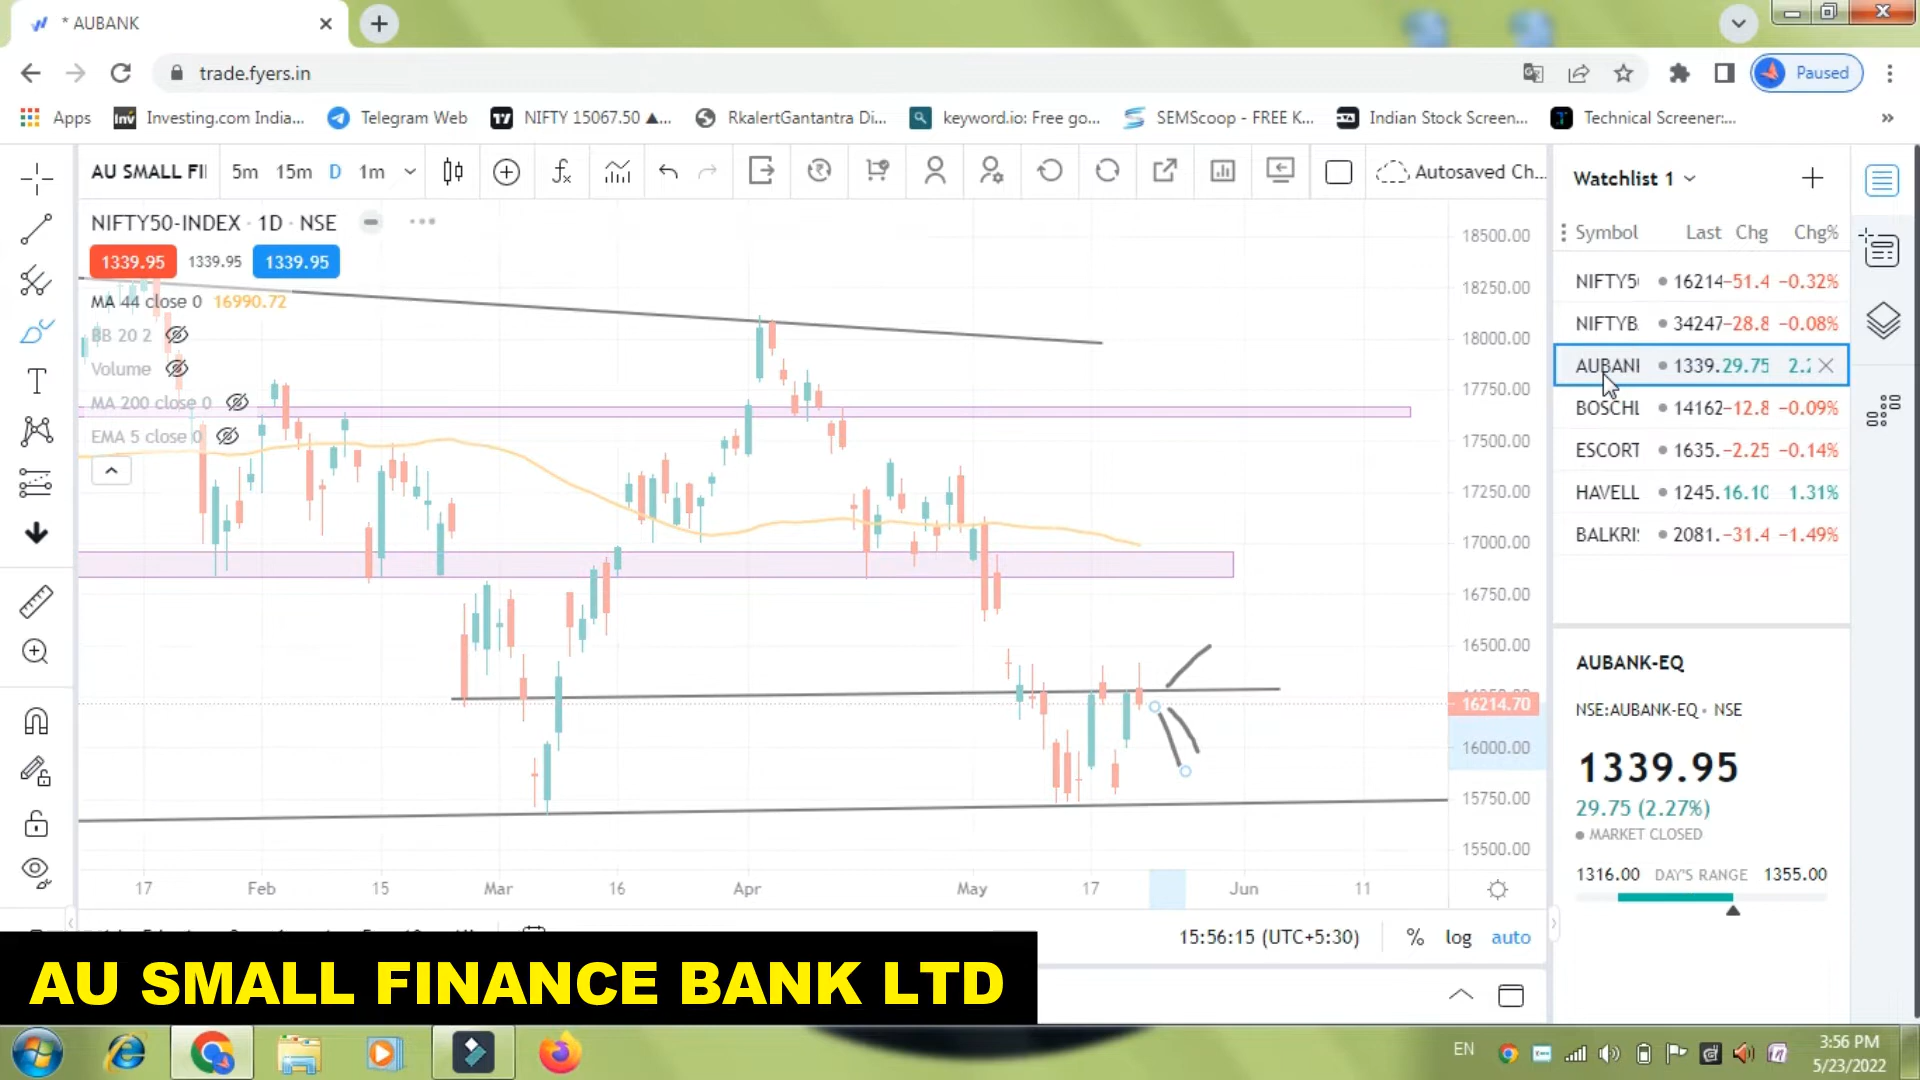 * AUBANK
trade.fyers.in
Paused
Apps
Investing.com India...
Telegram Web
NIFTY 15067.50 ▲...
RkalertGantantra Di...
keyword.io: Free go...
SEMScoop - FREE K...
Indian Stock Screen...
Technical Screener:...
»
AU SMALL FI
5m 15m D 1m
Autosaved Ch...
NIFTY50-INDEX · 1D · NSE
1339.95 1339.95 1339.95
MA 44 close 0 16990.72
BB 20 2
Volume
MA 200 close 0
EMA 5 close 0
18500.00
18250.00
18000.00
17750.00
17500.00
17250.00
17000.00
16750.00
16500.00
16214.70
16000.00
15750.00
15500.00
17 Feb 15 Mar 16 Apr May 17 Jun 11
15:56:15 (UTC+5:30) % log auto
Watchlist 1
Symbol Last Chg Chg%
NIFTY5 16214 -51.4 -0.32%
NIFTYB 34247 -28.8 -0.08%
AUBANI 1339. 29.75 2.2
BOSCHL 14162 -12.8 -0.09%
ESCORT 1635. -2.25 -0.14%
HAVELL 1245. 16.10 1.31%
BALKRI 2081. -31.4 -1.49%
AUBANK-EQ
NSE:AUBANK-EQ • NSE
1339.95
29.75 (2.27%)
MARKET CLOSED
1316.00 DAY'S RANGE 1355.00
AU SMALL FINANCE BANK LTD
EN
3:56 PM
5/23/2022